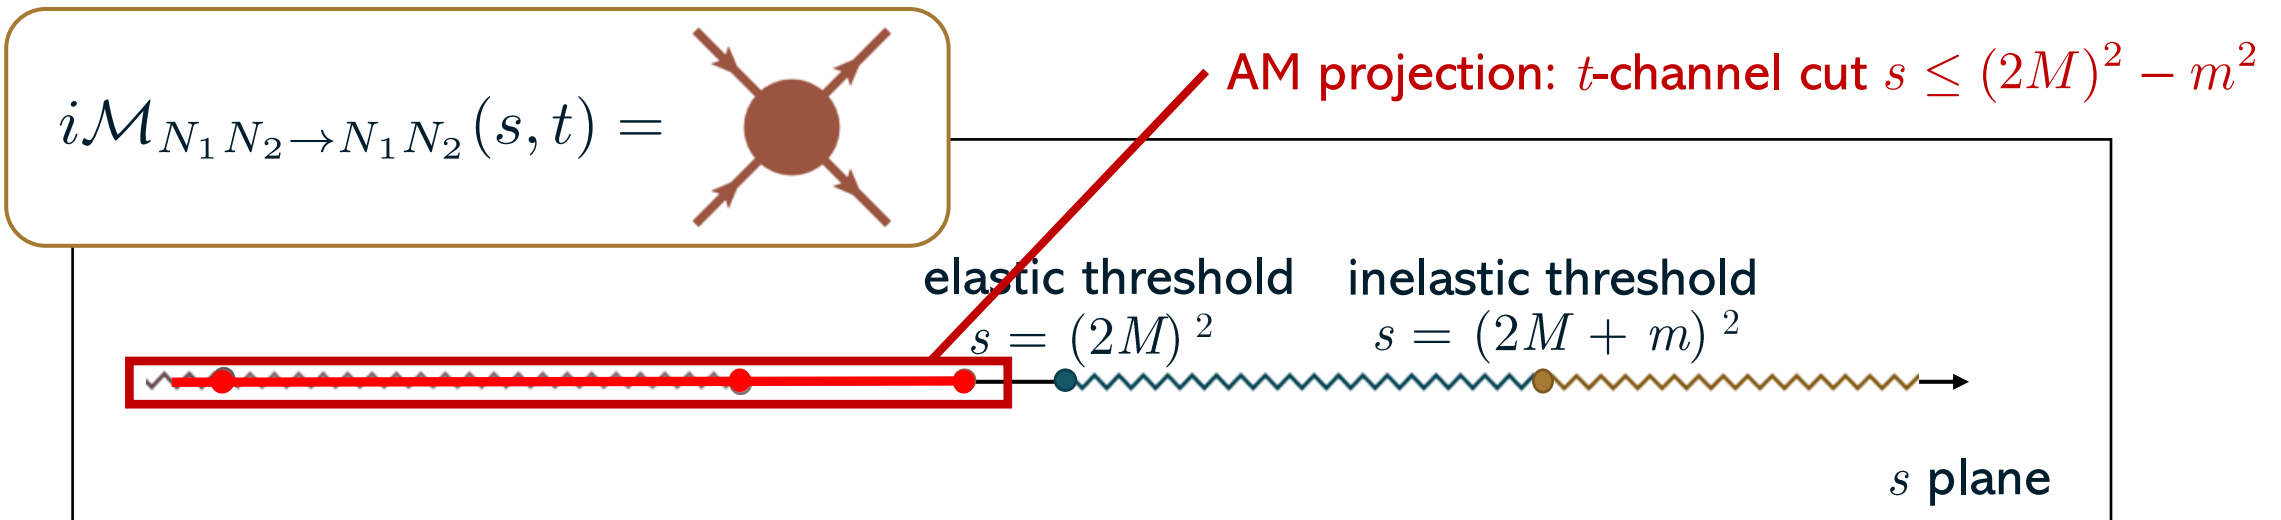 AM projection: t-channel cut s ≤ (2M)² − m²
iℳ_{N₁N₂→N₁N₂}(s, t) =
elastic threshold
s = (2M)²
inelastic threshold
s = (2M + m)²
s plane